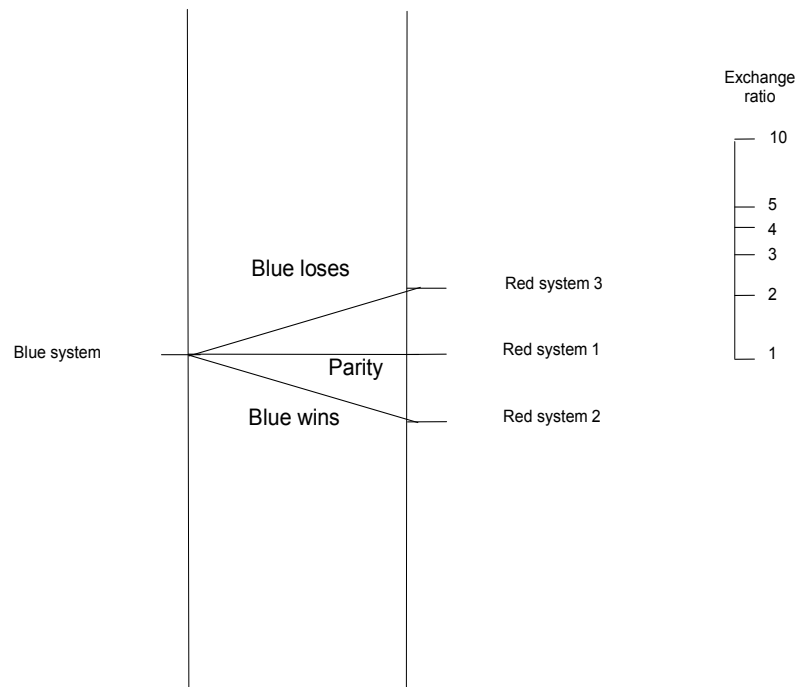 Exchange
ratio
10
5
4
3
2
1
Blue loses
Red system 3
Blue system
Red system 1
Parity
Blue wins
Red system 2